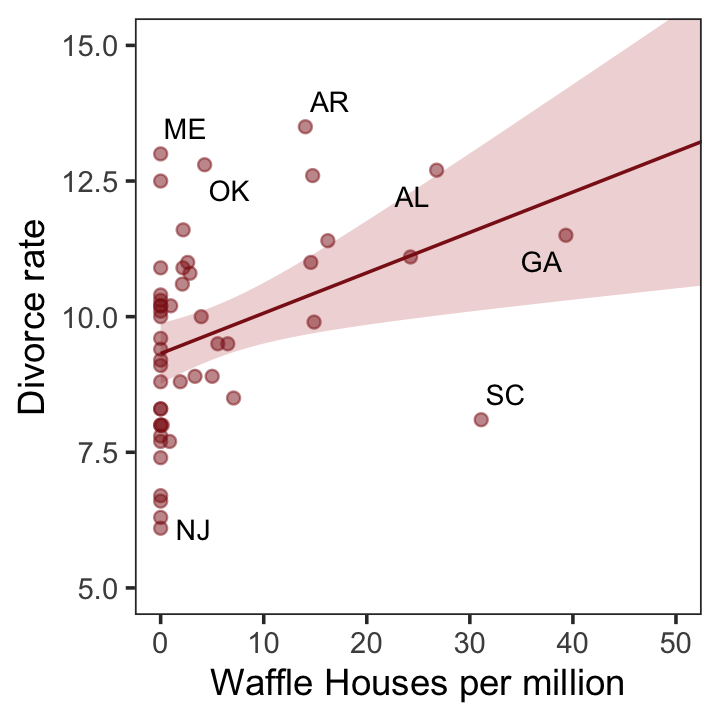 15.0
12.5
10.0
7.5
5.0
Divorce rate
ME
AR
OK
AL
GA
SC
NJ
0 10 20 30 40 50
Waffle Houses per million